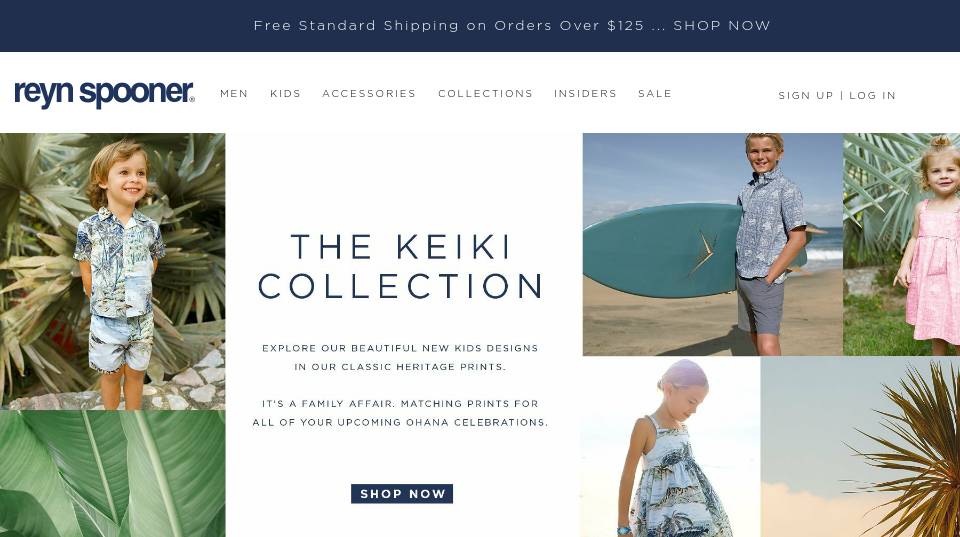 Free Standard Shipping on Orders Over $125 ... SHOP NOW
reyn spooner®
MEN KIDS ACCESSORIES COLLECTIONS INSIDERS SALE
SIGN UP | LOG IN
THE KEIKI
COLLECTION
EXPLORE OUR BEAUTIFUL NEW KIDS DESIGNS
IN OUR CLASSIC HERITAGE PRINTS.
IT'S A FAMILY AFFAIR. MATCHING PRINTS FOR
ALL OF YOUR UPCOMING OHANA CELEBRATIONS.
SHOP NOW